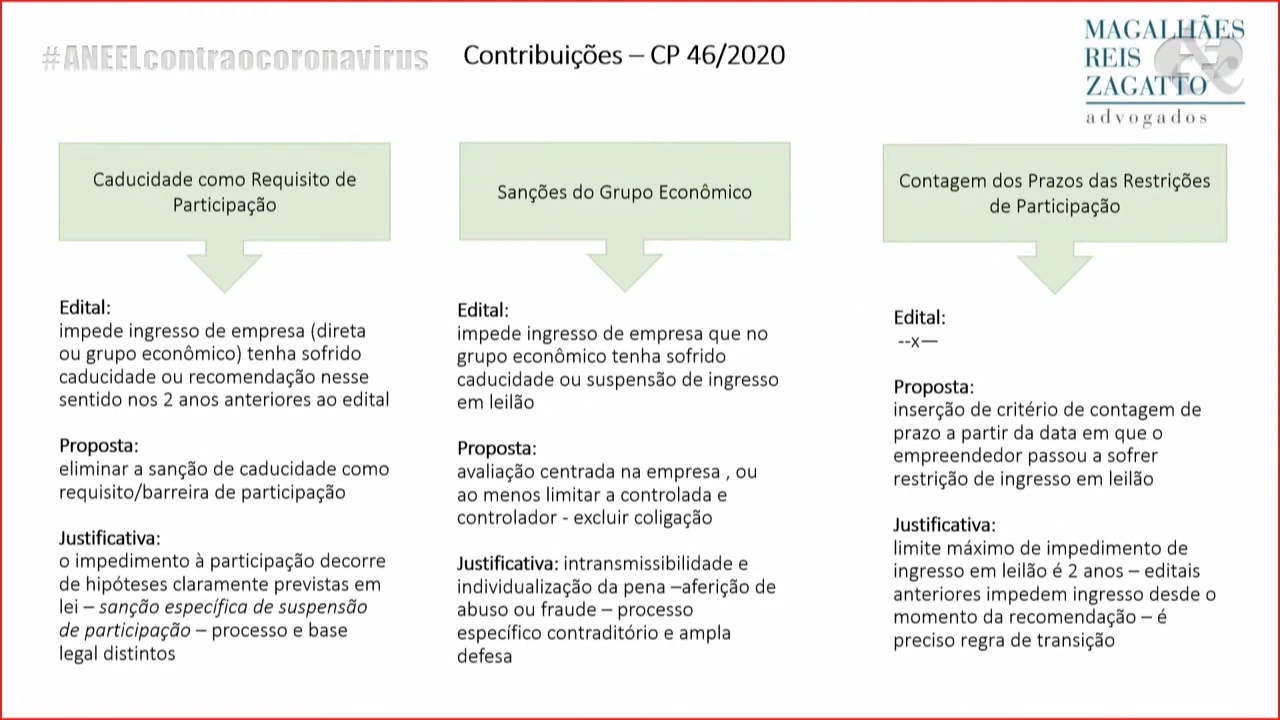 #ANEELcontraocoronavirus
Contribuições – CP 46/2020
MAGALHÃES
REIS
ZAGATTO
advogados
Caducidade como Requisito de
Participação
Edital:
impede ingresso de empresa (direta
ou grupo econômico) tenha sofrido
caducidade ou recomendação nesse
sentido nos 2 anos anteriores ao edital
Proposta:
eliminar a sanção de caducidade como
requisito/barreira de participação
Justificativa:
o impedimento à participação decorre
de hipóteses claramente previstas em
lei – sanção específica de suspensão
de participação – processo e base
legal distintos
Sanções do Grupo Econômico
Edital:
impede ingresso de empresa que no
grupo econômico tenha sofrido
caducidade ou suspensão de ingresso
em leilão
Proposta:
avaliação centrada na empresa , ou
ao menos limitar a controlada e
controlador - excluir coligação
Justificativa: intransmissibilidade e
individualização da pena –aferição de
abuso ou fraude – processo
específico contraditório e ampla
defesa
Contagem dos Prazos das Restrições
de Participação
Edital:
--x—
Proposta:
inserção de critério de contagem de
prazo a partir da data em que o
empreendedor passou a sofrer
restrição de ingresso em leilão
Justificativa:
limite máximo de impedimento de
ingresso em leilão é 2 anos – editais
anteriores impedem ingresso desde o
momento da recomendação – é
preciso regra de transição